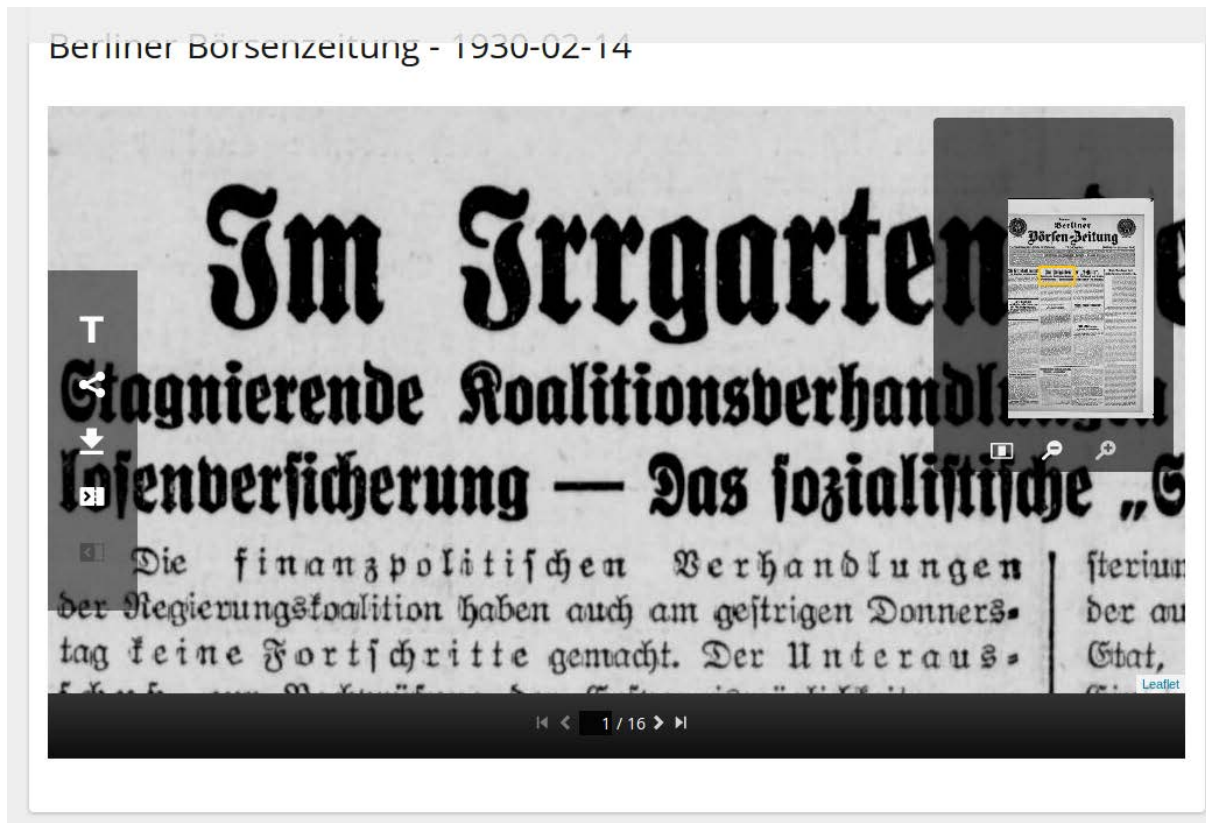 Berliner Börsenzeitung - 1930-02-14
Im Irrgarten
Stagnierende Koalitionsverhandlungen
losenversicherung — Das sozialistische „S
Die finanzpolitischen Verhandlungen
der Regierungskoalition haben auch am gestrigen Donners-
tag keine Fortschritte gemacht. Der Unteraus-
sterium
der au
Etat,
Berliner
Börsen-Zeitung
T
Leaflet
1 / 16